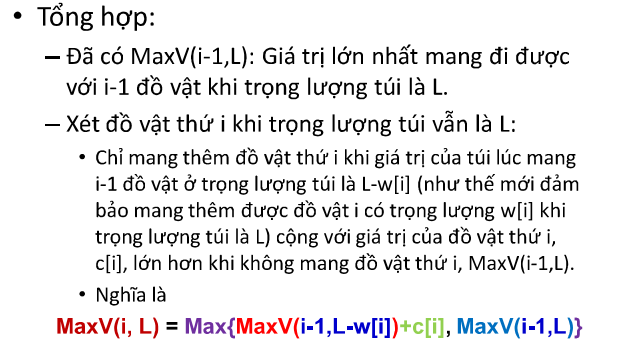 • Tổng hợp:
– Đã có MaxV(i-1,L): Giá trị lớn nhất mang đi được
với i-1 đồ vật khi trọng lượng túi là L.
– Xét đồ vật thứ i khi trọng lượng túi vẫn là L:
• Chỉ mang thêm đồ vật thứ i khi giá trị của túi lúc mang
i-1 đồ vật ở trọng lượng túi là L-w[i] (như thế mới đảm
bảo mang thêm được đồ vật i có trọng lượng w[i] khi
trọng lượng túi là L) cộng với giá trị của đồ vật thứ i,
c[i], lớn hơn khi không mang đồ vật thứ i, MaxV(i-1,L).
• Nghĩa là
MaxV(i, L) = Max{MaxV(i-1,L-w[i])+c[i], MaxV(i-1,L)}